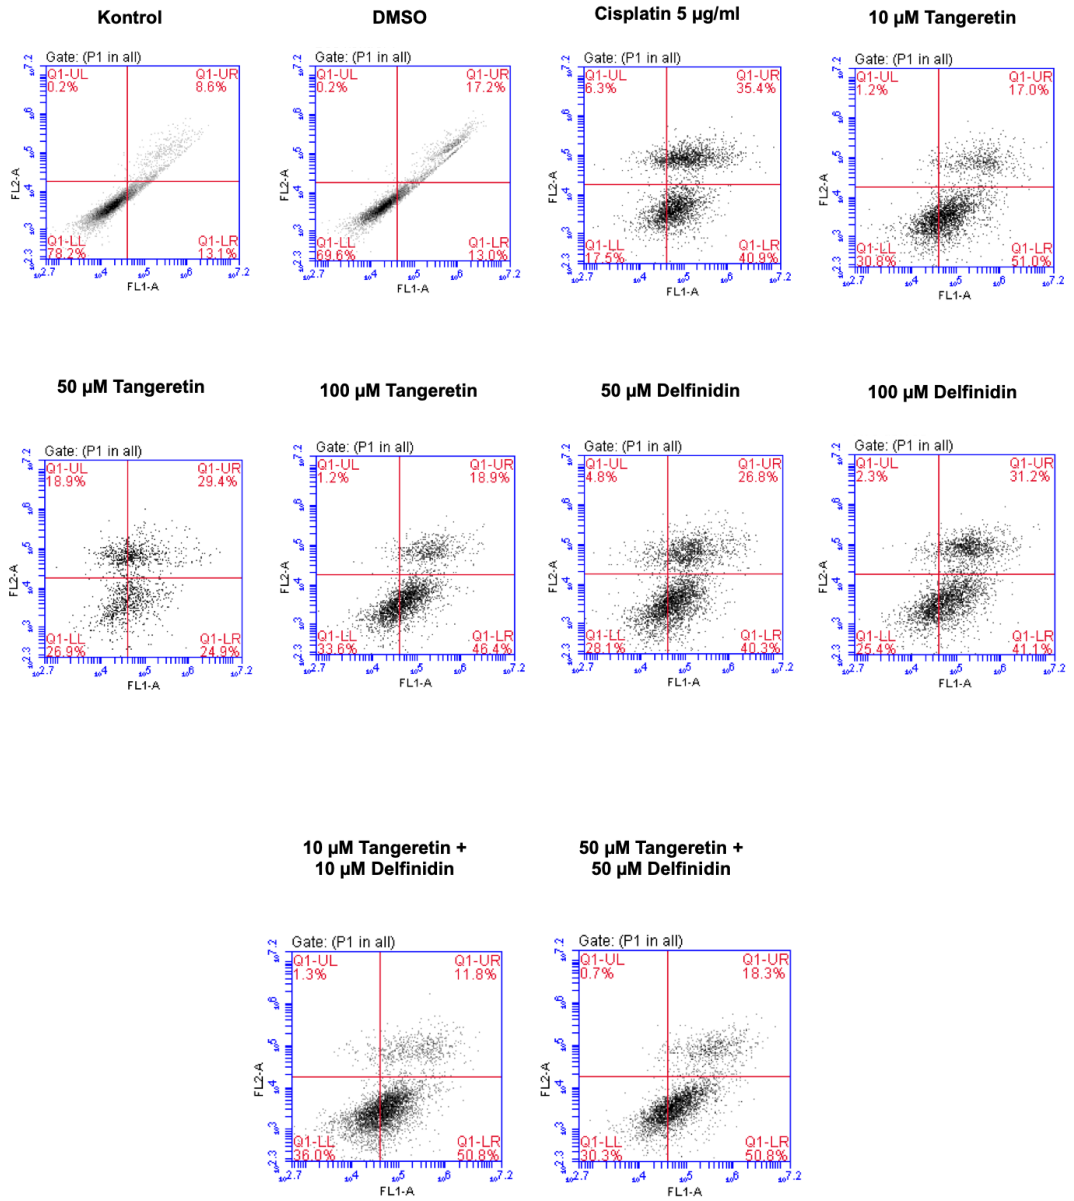 Kontrol
DMSO
Cisplatin 5 µg/ml
10 µM Tangeretin
Gate: (P1 in all)
Q1-UL
0.2%
Q1-UR
8.6%
Q1-LL
78.2%
Q1-LR
13.1%
FL2-A
FL1-A
Gate: (P1 in all)
Q1-UL
0.2%
Q1-UR
17.2%
Q1-LL
69.6%
Q1-LR
13.0%
FL2-A
FL1-A
Gate: (P1 in all)
Q1-UL
6.3%
Q1-UR
35.4%
Q1-LL
17.5%
Q1-LR
40.9%
FL2-A
FL1-A
Gate: (P1 in all)
Q1-UL
1.2%
Q1-UR
17.0%
Q1-LL
30.8%
Q1-LR
51.0%
FL2-A
FL1-A
50 µM Tangeretin
100 µM Tangeretin
50 µM Delfinidin
100 µM Delfinidin
Gate: (P1 in all)
Q1-UL
18.9%
Q1-UR
29.4%
Q1-LL
26.9%
Q1-LR
24.9%
FL2-A
FL1-A
Gate: (P1 in all)
Q1-UL
1.2%
Q1-UR
18.9%
Q1-LL
33.6%
Q1-LR
46.4%
FL2-A
FL1-A
Gate: (P1 in all)
Q1-UL
4.8%
Q1-UR
26.8%
Q1-LL
28.1%
Q1-LR
40.3%
FL2-A
FL1-A
Gate: (P1 in all)
Q1-UL
2.3%
Q1-UR
31.2%
Q1-LL
25.4%
Q1-LR
41.1%
FL2-A
FL1-A
10 µM Tangeretin +
10 µM Delfinidin
50 µM Tangeretin +
50 µM Delfinidin
Gate: (P1 in all)
Q1-UL
1.3%
Q1-UR
11.8%
Q1-LL
36.0%
Q1-LR
50.8%
FL2-A
FL1-A
Gate: (P1 in all)
Q1-UL
0.7%
Q1-UR
18.3%
Q1-LL
30.3%
Q1-LR
50.8%
FL2-A
FL1-A